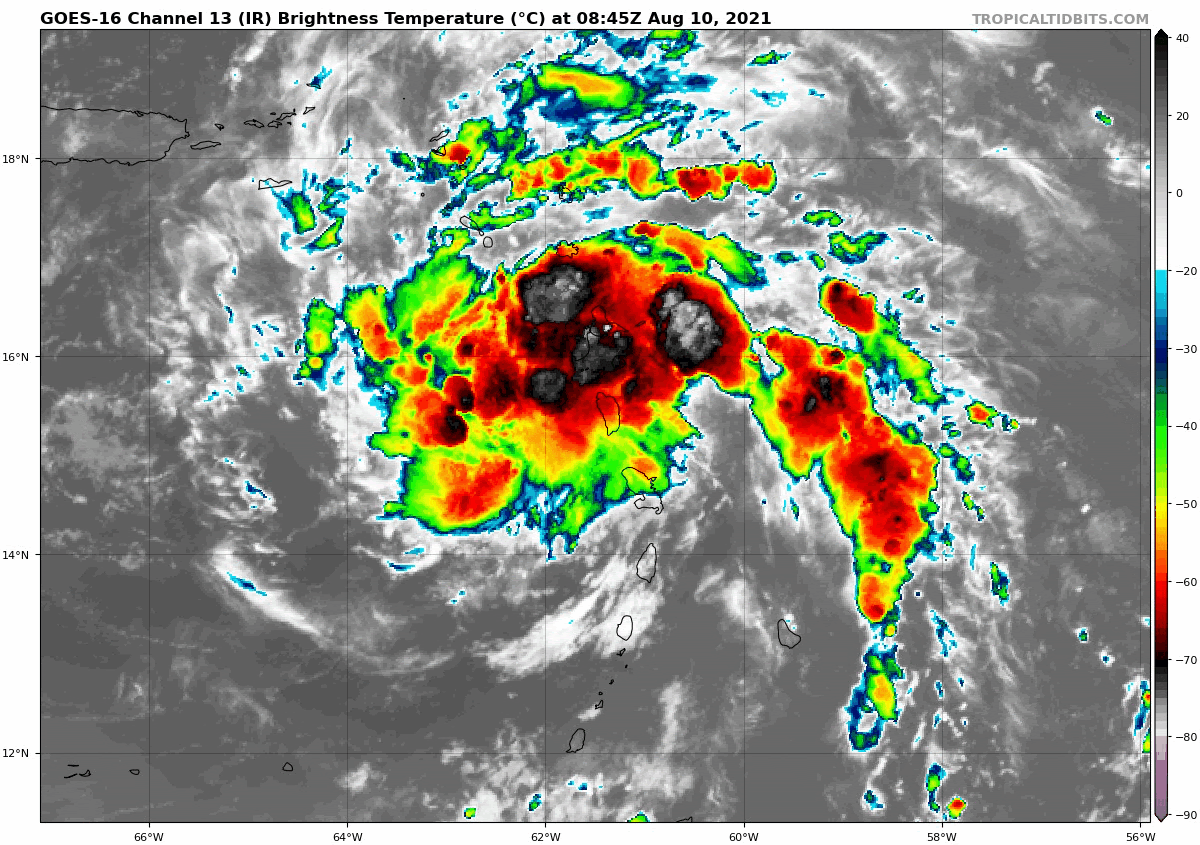 GOES-16 Channel 13 (IR) Brightness Temperature (°C) at 08:45Z Aug 10, 2021
TROPICALTIDBITS.COM
40
20
0
−20
−30
−40
−50
−60
−70
−80
−90
18°N
16°N
14°N
12°N
66°W
64°W
62°W
60°W
58°W
56°W